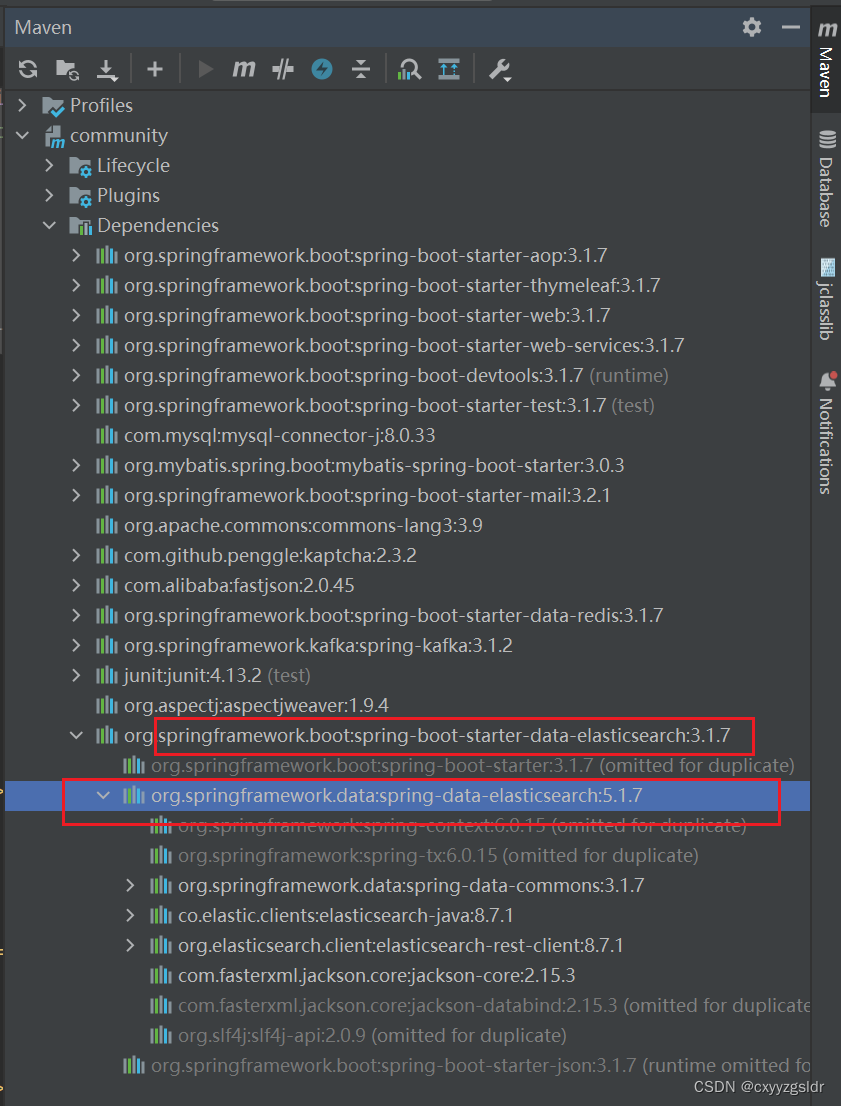 Maven
Profiles
community
Lifecycle
Plugins
Dependencies
org.springframework.boot:spring-boot-starter-aop:3.1.7
org.springframework.boot:spring-boot-starter-thymeleaf:3.1.7
org.springframework.boot:spring-boot-starter-web:3.1.7
org.springframework.boot:spring-boot-starter-web-services:3.1.7
org.springframework.boot:spring-boot-devtools:3.1.7 (runtime)
org.springframework.boot:spring-boot-starter-test:3.1.7 (test)
com.mysql:mysql-connector-j:8.0.33
org.mybatis.spring.boot:mybatis-spring-boot-starter:3.0.3
org.springframework.boot:spring-boot-starter-mail:3.2.1
org.apache.commons:commons-lang3:3.9
com.github.penggle:kaptcha:2.3.2
com.alibaba:fastjson:2.0.45
org.springframework.boot:spring-boot-starter-data-redis:3.1.7
org.springframework.kafka:spring-kafka:3.1.2
junit:junit:4.13.2 (test)
org.aspectj:aspectjweaver:1.9.4
org.springframework.boot:spring-boot-starter-data-elasticsearch:3.1.7
org.springframework.boot:spring-boot-starter:3.1.7 (omitted for duplicate)
org.springframework.data:spring-data-elasticsearch:5.1.7
org.springframework:spring-context:6.0.15 (omitted for duplicate)
org.springframework:spring-tx:6.0.15 (omitted for duplicate)
org.springframework.data:spring-data-commons:3.1.7
co.elastic.clients:elasticsearch-java:8.7.1
org.elasticsearch.client:elasticsearch-rest-client:8.7.1
com.fasterxml.jackson.core:jackson-core:2.15.3
com.fasterxml.jackson.core:jackson-databind:2.15.3 (omitted for duplicate
org.slf4j:slf4j-api:2.0.9 (omitted for duplicate)
org.springframework.boot:spring-boot-starter-json:3.1.7 (runtime omitted fo
Maven
Database
jclasslib
Notifications
CSDN @cxyyzgsldr